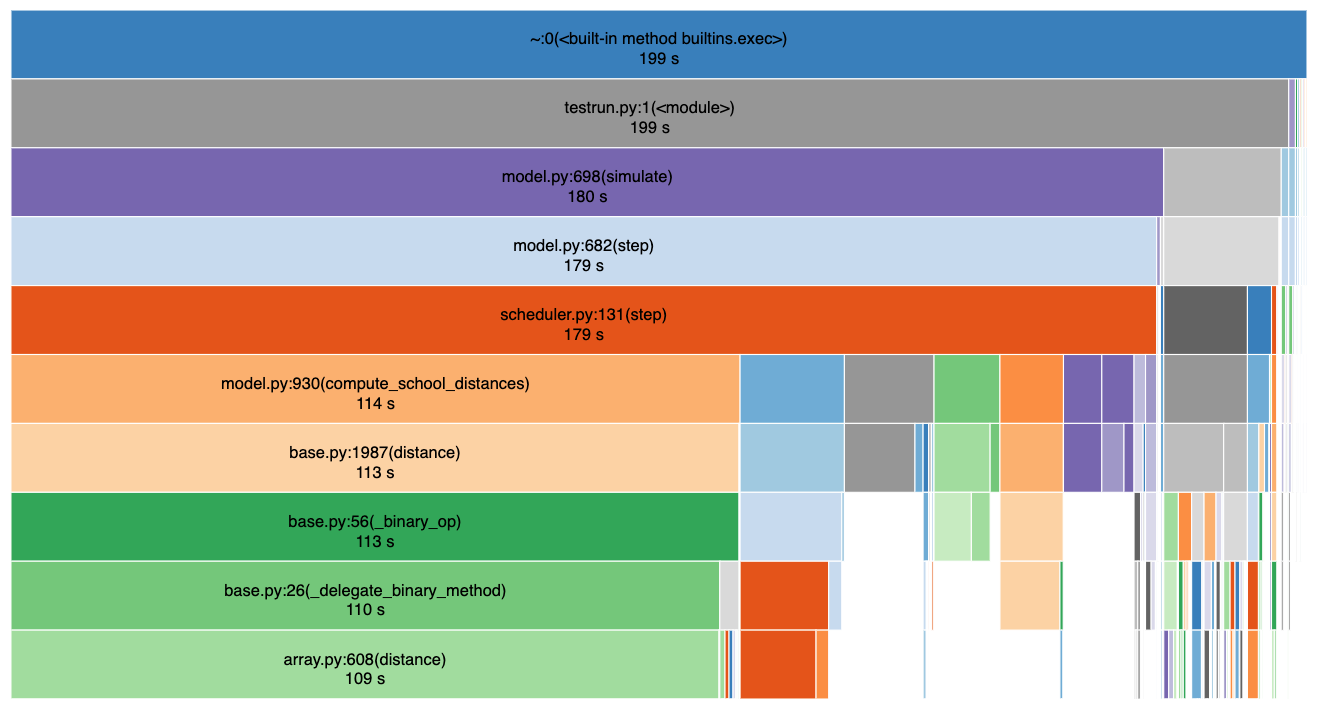 ~:0(<built-in method builtins.exec>)
199 s
testrun.py:1(<module>)
199 s
model.py:698(simulate)
180 s
model.py:682(step)
179 s
scheduler.py:131(step)
179 s
model.py:930(compute_school_distances)
114 s
base.py:1987(distance)
113 s
base.py:56(_binary_op)
113 s
base.py:26(_delegate_binary_method)
110 s
array.py:608(distance)
109 s